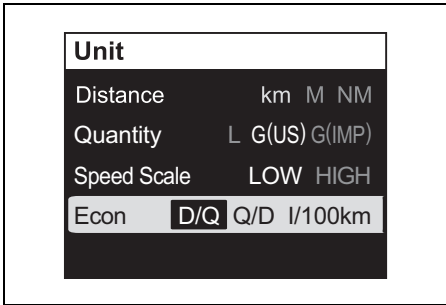 Unit
Distance km M NM
Quantity L G(US) G(IMP)
Speed Scale LOW HIGH
Econ D/Q Q/D l/100km